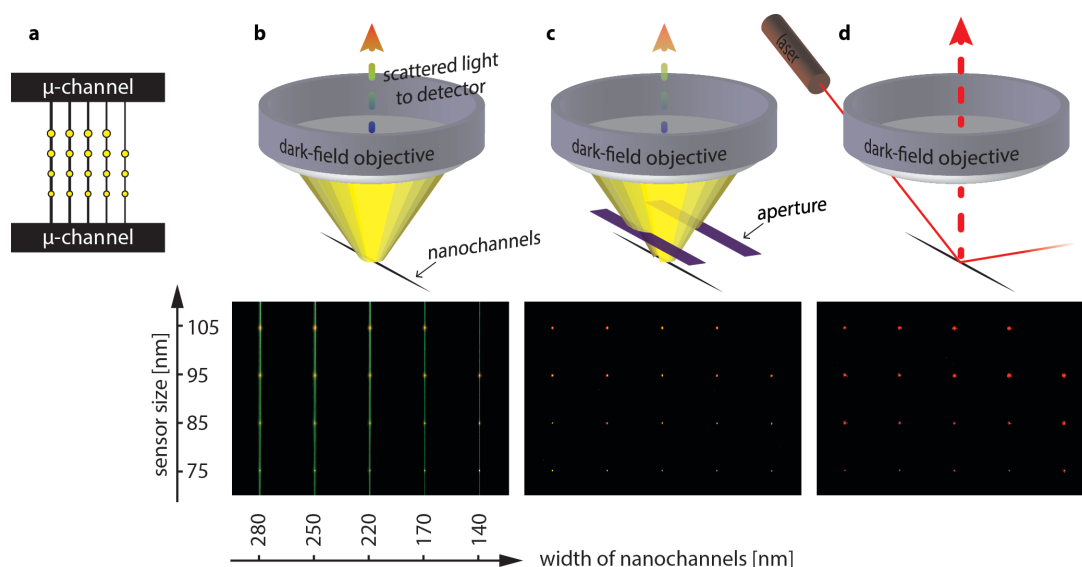 a
μ-channel
μ-channel
b
scattered light
to detector
dark-field objective
nanochannels
c
dark-field objective
aperture
d
laser
dark-field objective
sensor size [nm]
105
95
85
75
280
250
220
170
140
width of nanochannels [nm]